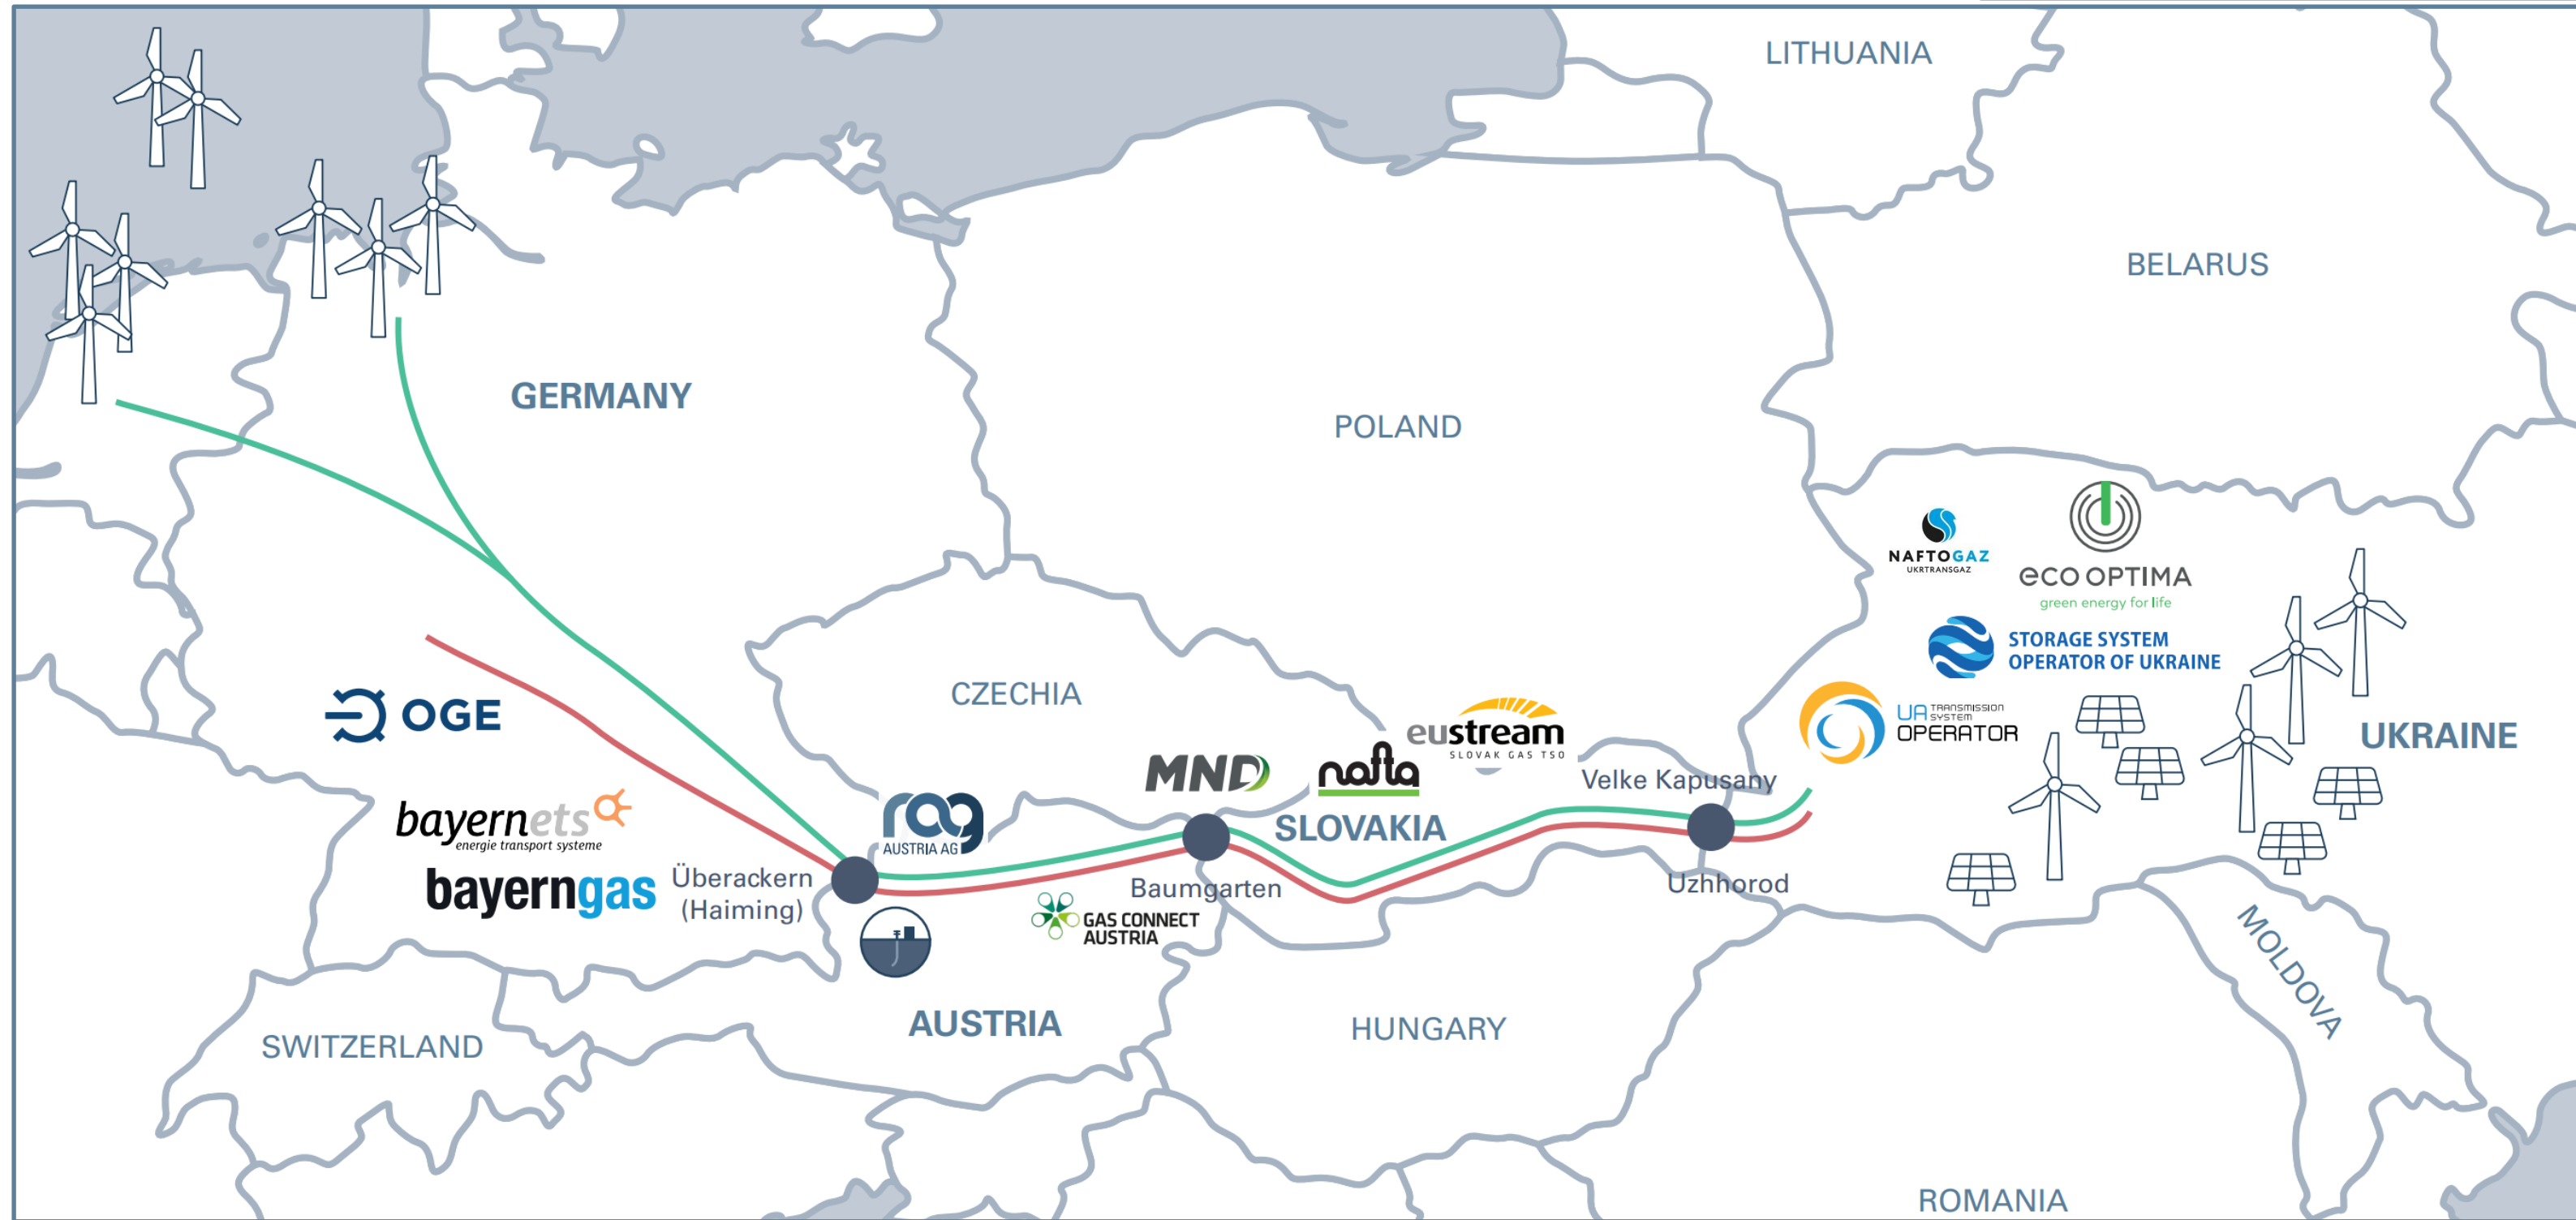 LITHUANIA
BELARUS
GERMANY
POLAND
NAFTOGAZ
UKRTRANSGAZ
eco OPTIMA
green energy for life
STORAGE SYSTEM
OPERATOR OF UKRAINE
UA TRANSMISSION
SYSTEM
OPERATOR
UKRAINE
OGE
CZECHIA
eustream
SLOVAK GAS TSO
MND
nafta
Velke Kapusany
bayernets
energie transport systeme
rag
AUSTRIA AG
SLOVAKIA
bayerngas
Überackern
(Haiming)
Baumgarten
Uzhhorod
GAS CONNECT
AUSTRIA
MOLDOVA
AUSTRIA
HUNGARY
SWITZERLAND
ROMANIA